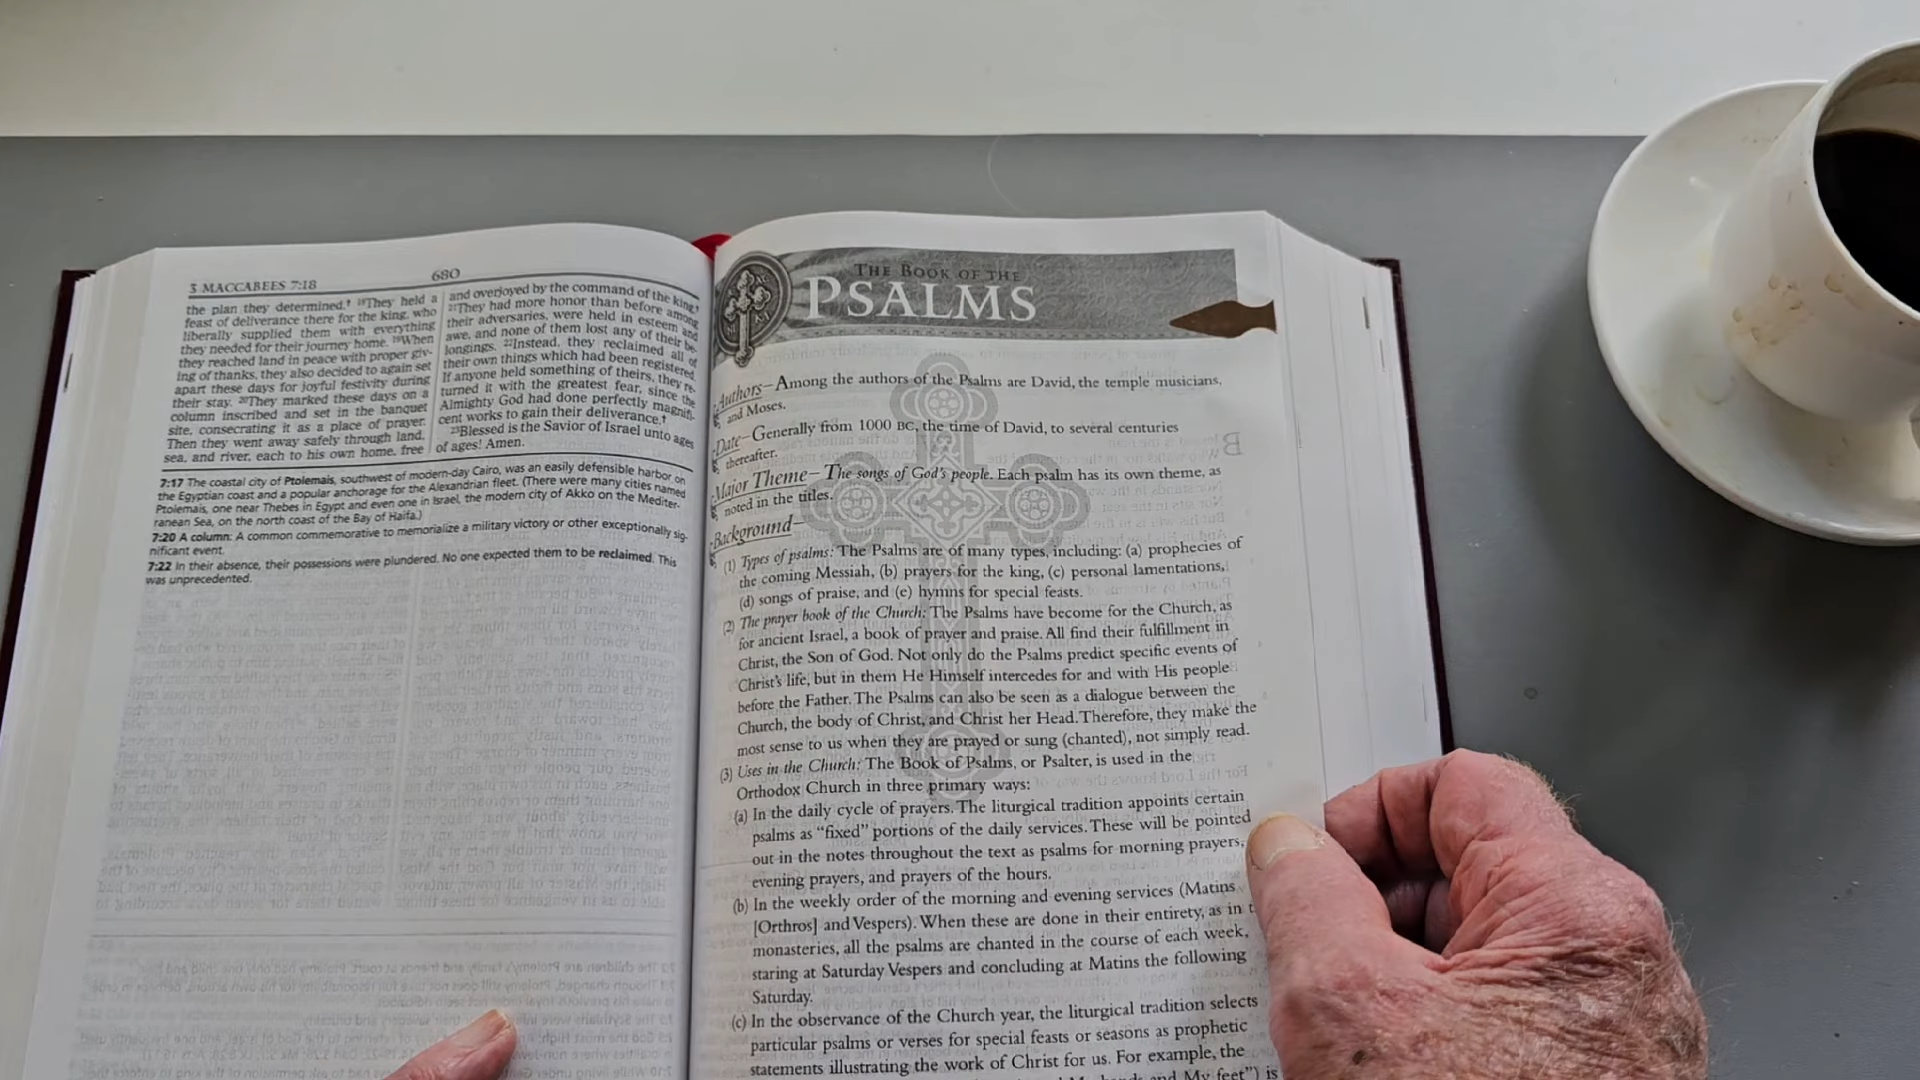 3 MACCABEES 7:18
680
the plan they determined.† 18They held a
feast of deliverance there for the king, who
liberally supplied them with everything
they needed for their journey home. 19When
they reached land in peace with proper giv-
ing of thanks, they also decided to again set
apart these days for joyful festivity during
their stay. 20They marked these days on a
column inscribed and set in the banquet
site, consecrating it as a place of prayer.
Then they went away safely through land,
sea, and river, each to his own home, free
and overjoyed by the command of the king.†
21They had more honor than before among
their adversaries, were held in esteem and
awe, and none of them lost any of their be-
longings. 22Instead, they reclaimed all of
their own things which had been registered.
If anyone held something of theirs, they re-
turned it with the greatest fear, since the
Almighty God had done perfectly magnifi-
cent works to gain their deliverance.†
23Blessed is the Savior of Israel unto ages
of ages! Amen.
7:17 The coastal city of Ptolemais, southwest of modern-day Cairo, was an easily defensible harbor on
the Egyptian coast and a popular anchorage for the Alexandrian fleet. (There were many cities named
Ptolemais, one near Thebes in Egypt and even one in Israel, the modern city of Akko on the Mediter-
ranean Sea, on the north coast of the Bay of Haifa.)
7:20 A column: A common commemorative to memorialize a military victory or other exceptionally sig-
nificant event.
7:22 In their absence, their possessions were plundered. No one expected them to be reclaimed. This
was unprecedented.
THE BOOK OF THE
PSALMS
Authors—Among the authors of the Psalms are David, the temple musicians,
and Moses.
Date—Generally from 1000 BC, the time of David, to several centuries
thereafter.
Major Theme—The songs of God's people. Each psalm has its own theme, as
noted in the titles.
Background—
(1) Types of psalms: The Psalms are of many types, including: (a) prophecies of
the coming Messiah, (b) prayers for the king, (c) personal lamentations,
(d) songs of praise, and (e) hymns for special feasts.
(2) The prayer book of the Church: The Psalms have become for the Church, as
for ancient Israel, a book of prayer and praise. All find their fulfillment in
Christ, the Son of God. Not only do the Psalms predict specific events of
Christ's life, but in them He Himself intercedes for and with His people
before the Father. The Psalms can also be seen as a dialogue between the
Church, the body of Christ, and Christ her Head. Therefore, they make the
most sense to us when they are prayed or sung (chanted), not simply read.
(3) Uses in the Church: The Book of Psalms, or Psalter, is used in the
Orthodox Church in three primary ways:
(a) In the daily cycle of prayers. The liturgical tradition appoints certain
psalms as “fixed” portions of the daily services. These will be pointed
out in the notes throughout the text as psalms for morning prayers,
evening prayers, and prayers of the hours.
(b) In the weekly order of the morning and evening services (Matins
[Orthros] and Vespers). When these are done in their entirety, as in
monasteries, all the psalms are chanted in the course of each week,
staring at Saturday Vespers and concluding at Matins the following
Saturday.
(c) In the observance of the Church year, the liturgical tradition selects
particular psalms or verses for special feasts or seasons as prophetic
statements illustrating the work of Christ for us. For example, the
hands and My feet”) is